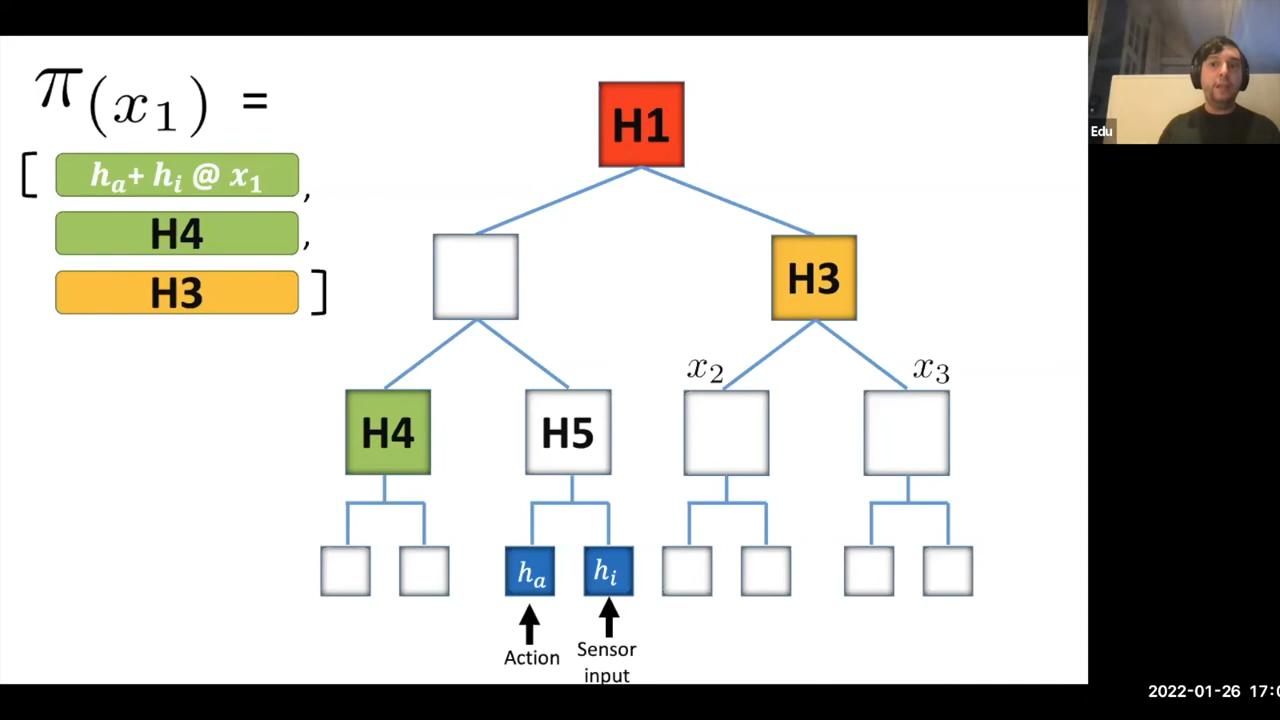 π(x₁) =
[ hₐ+ hᵢ @ x₁ ,
H4 ,
H3 ]
H1
H3
x₂ x₃
H4 H5
hₐ hᵢ
Action Sensor
input
Edu
2022-01-26 17:0